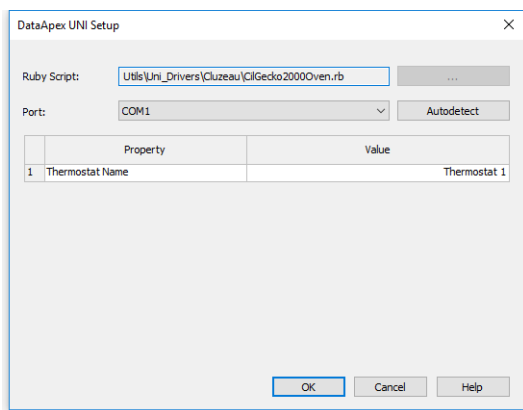 DataApex UNI Setup
Ruby Script: Utils\Uni_Drivers\Cluzeau\CilGecko2000Oven.rb ...
Port: COM1 Autodetect
Property Value
1 Thermostat Name Thermostat 1
OK Cancel Help